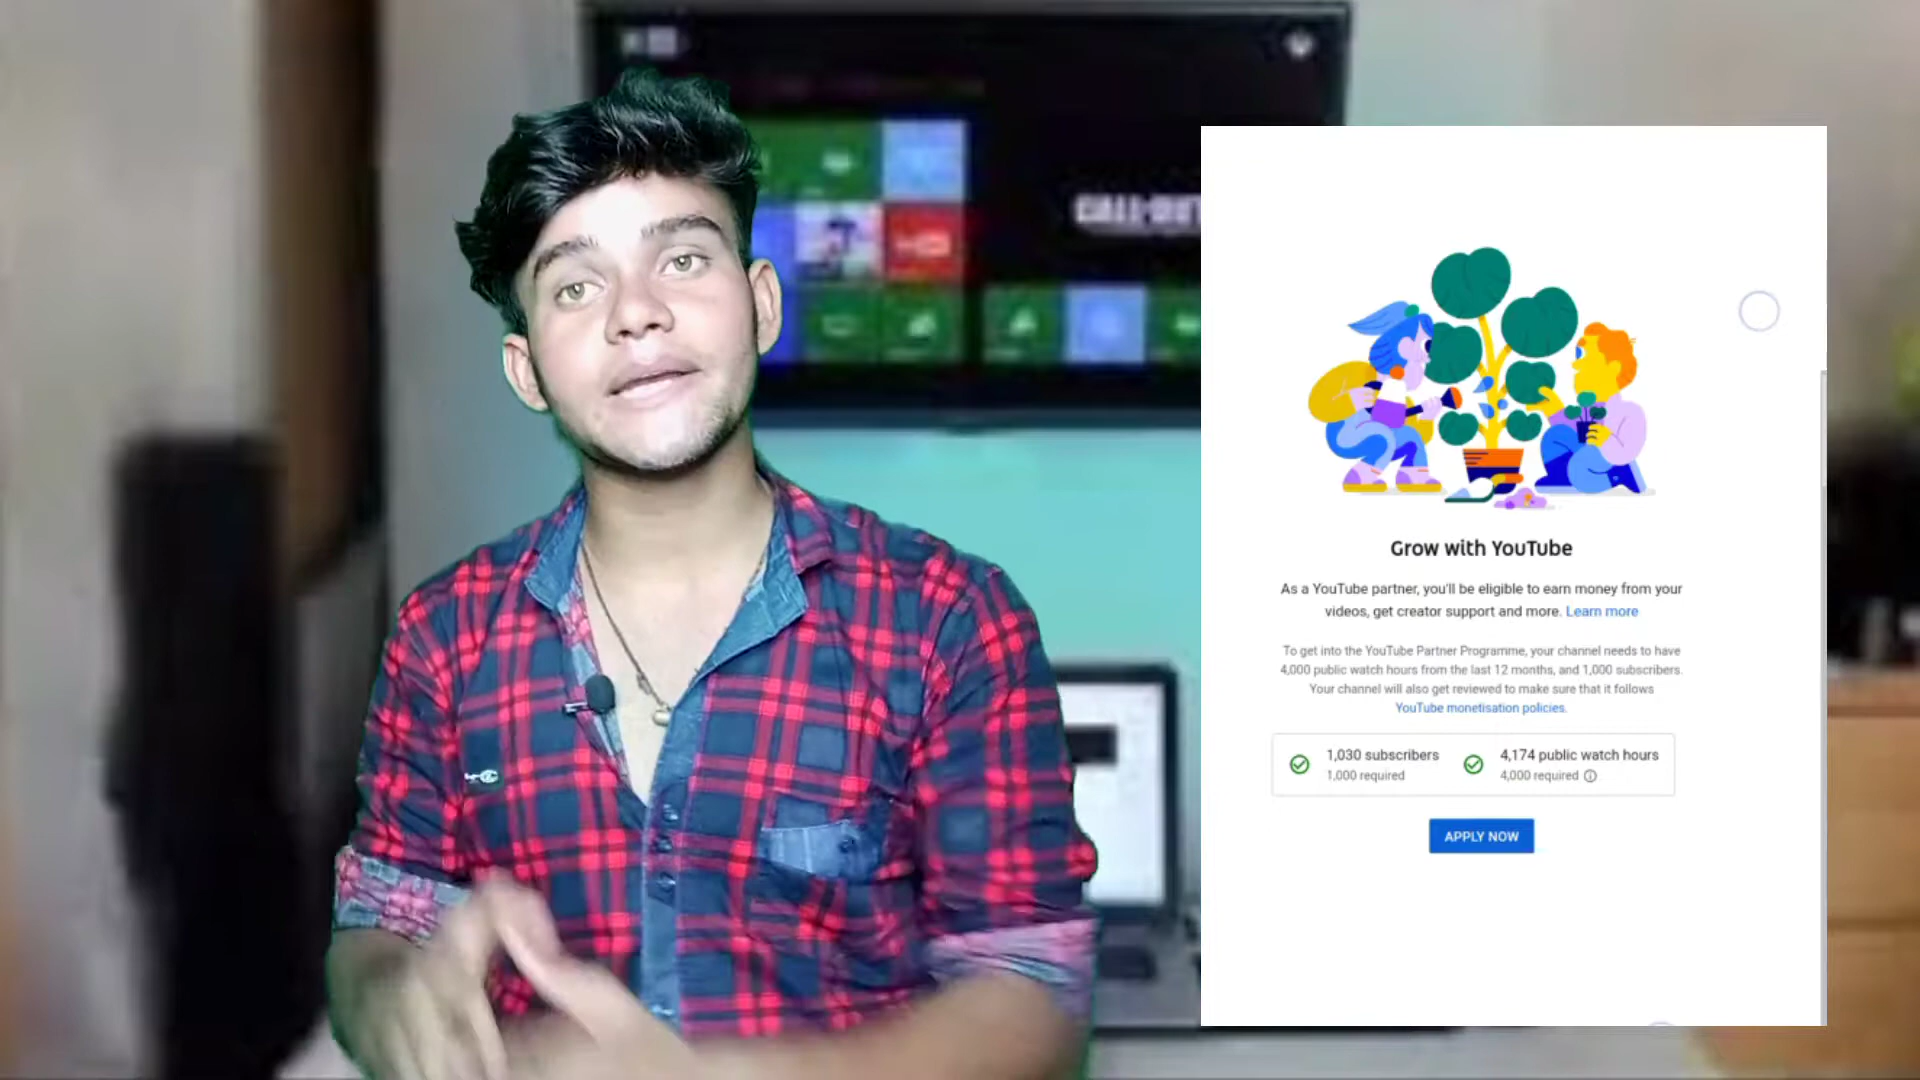 Grow with YouTube
As a YouTube partner, you'll be eligible to earn money from your
videos, get creator support and more. Learn more
To get into the YouTube Partner Programme, your channel needs to have
4,000 public watch hours from the last 12 months, and 1,000 subscribers.
Your channel will also get reviewed to make sure that it follows
YouTube monetisation policies.
1,030 subscribers
1,000 required
4,174 public watch hours
4,000 required
APPLY NOW